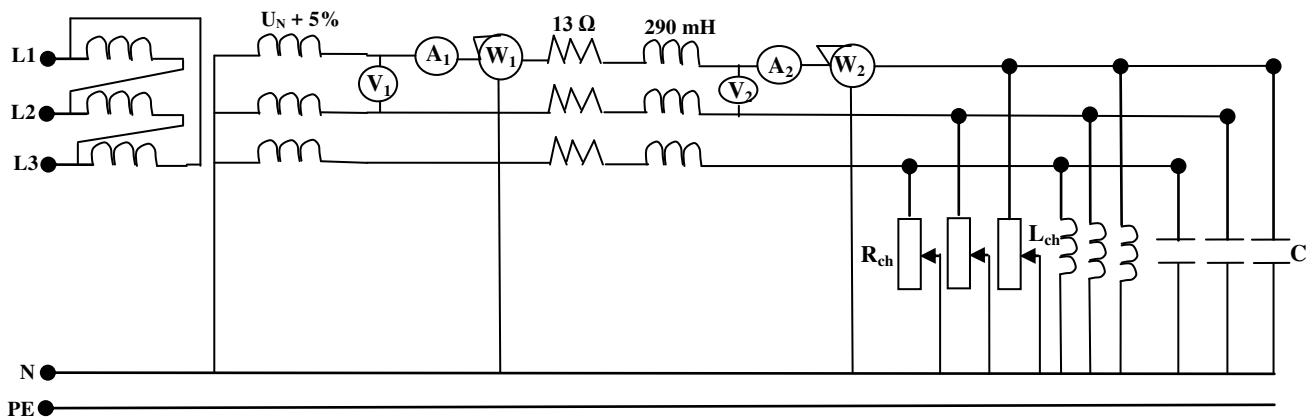 U_N + 5%
13 Ω
290 mH
L1
A₁
W₁
A₂
W₂
V₁
V₂
L2
L3
R_ch
L_ch
C
N
PE